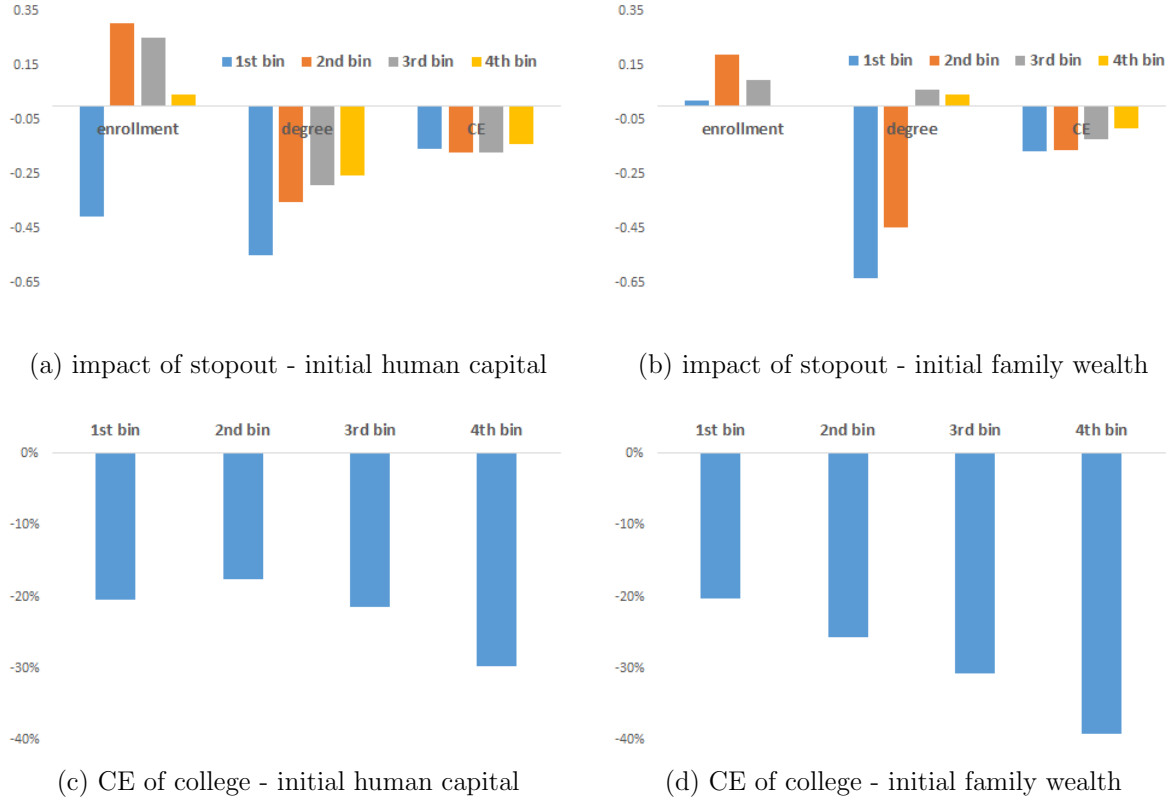 0.35
0.15
-0.05
-0.25
-0.45
-0.65
1st bin 2nd bin 3rd bin 4th bin
enrollment degree CE
(a) impact of stopout - initial human capital
0.35
0.15
-0.05
-0.25
-0.45
-0.65
1st bin 2nd bin 3rd bin 4th bin
enrollment degree CE
(b) impact of stopout - initial family wealth
1st bin 2nd bin 3rd bin 4th bin
0%
-10%
-20%
-30%
-40%
(c) CE of college - initial human capital
1st bin 2nd bin 3rd bin 4th bin
0%
-10%
-20%
-30%
-40%
(d) CE of college - initial family wealth